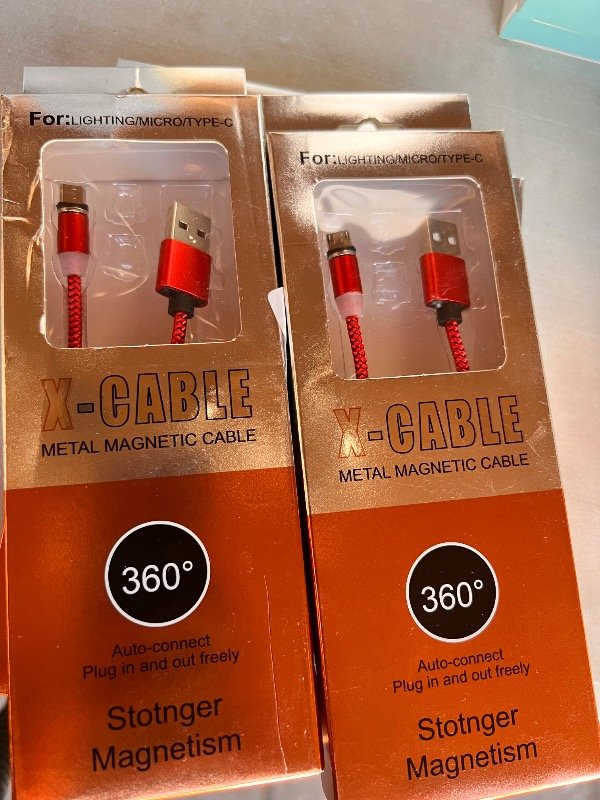 For:LIGHTING/MICRO/TYPE-C
X-CABLE
METAL MAGNETIC CABLE
360°
Auto-connect
Plug in and out freely
Stotnger
Magnetism
For:LIGHTING/MICRO/TYPE-C
X-CABLE
METAL MAGNETIC CABLE
360°
Auto-connect
Plug in and out freely
Stotnger
Magnetism